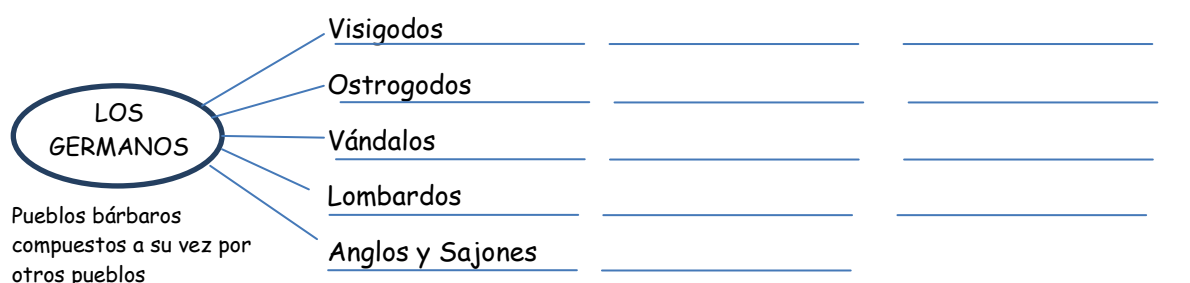 Visigodos
Ostrogodos
LOS
GERMANOS
Vándalos
Lombardos
Anglos y Sajones
Pueblos bárbaros
compuestos a su vez por
otros pueblos